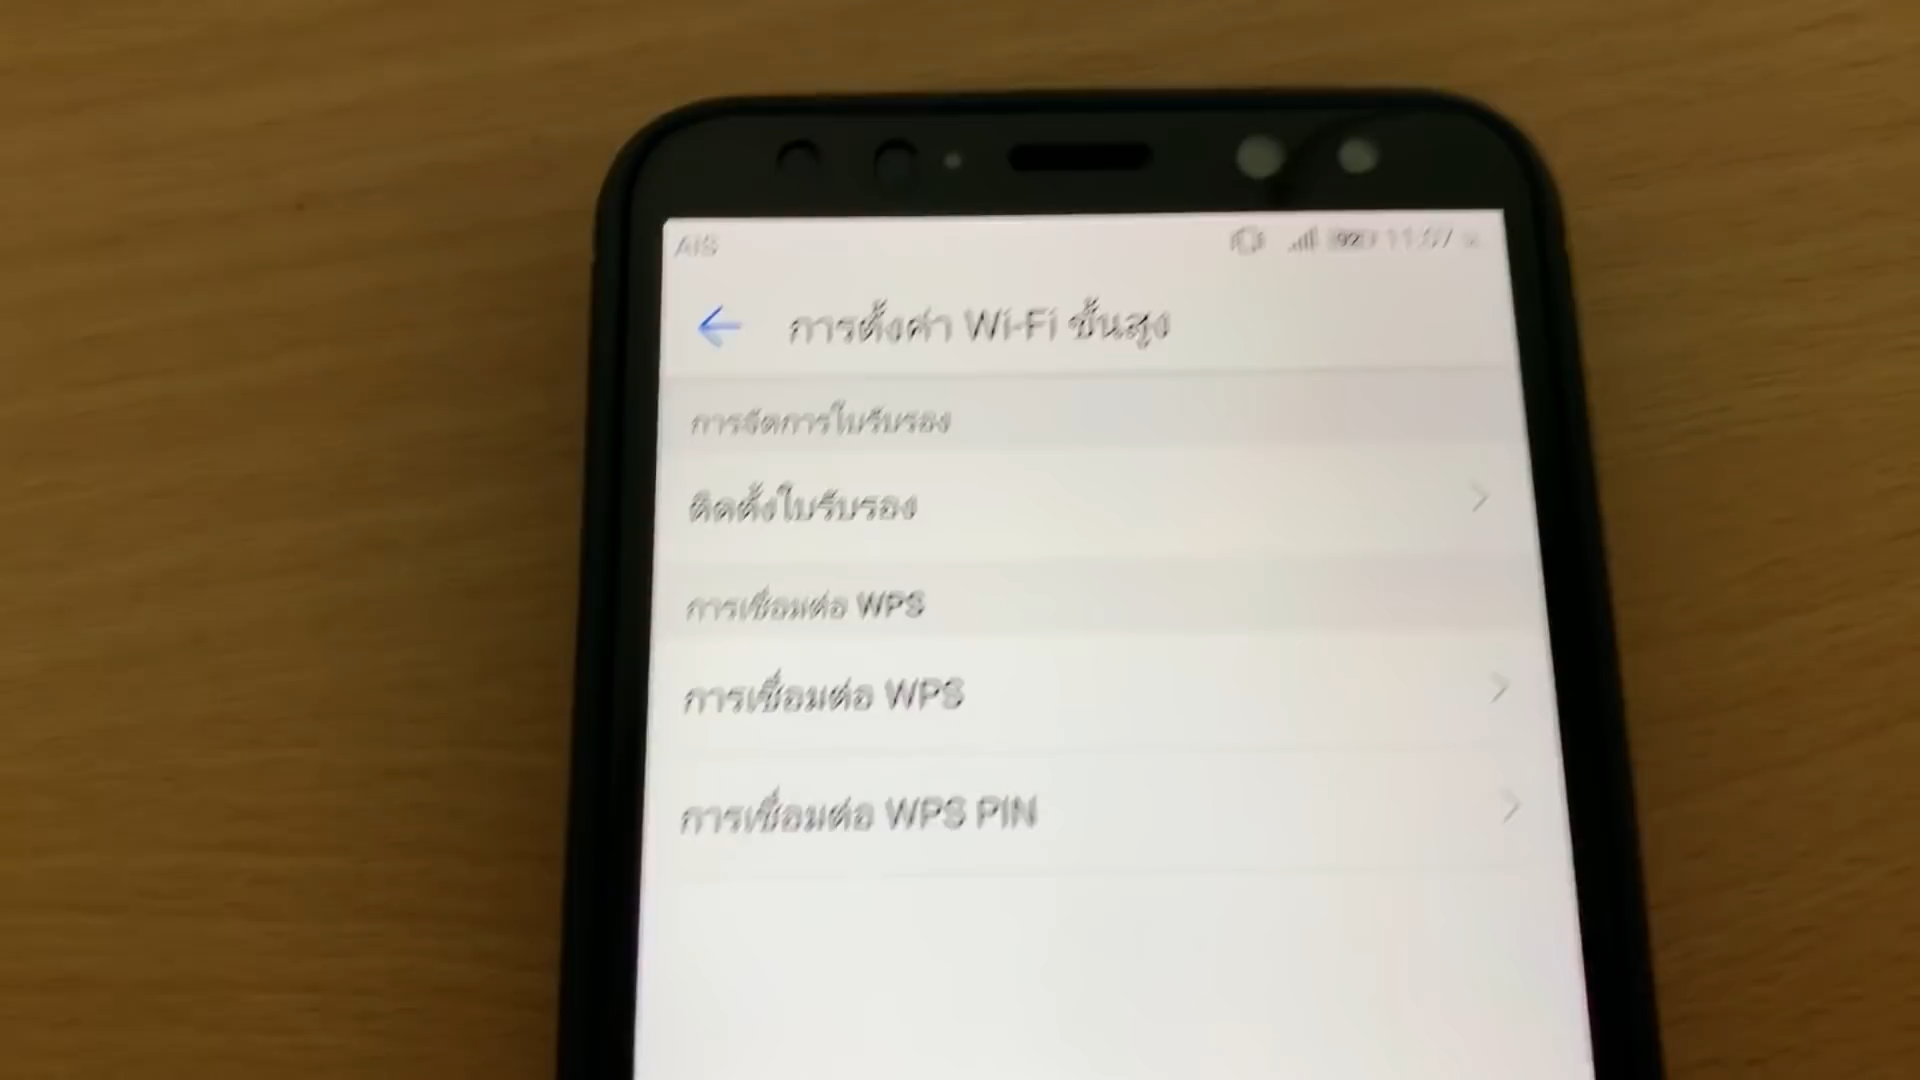 AIS
92 11:57
การตั้งค่า Wi-Fi ขั้นสูง
การจัดการใบรับรอง
ติดตั้งใบรับรอง
การเชื่อมต่อ WPS
การเชื่อมต่อ WPS
การเชื่อมต่อ WPS PIN